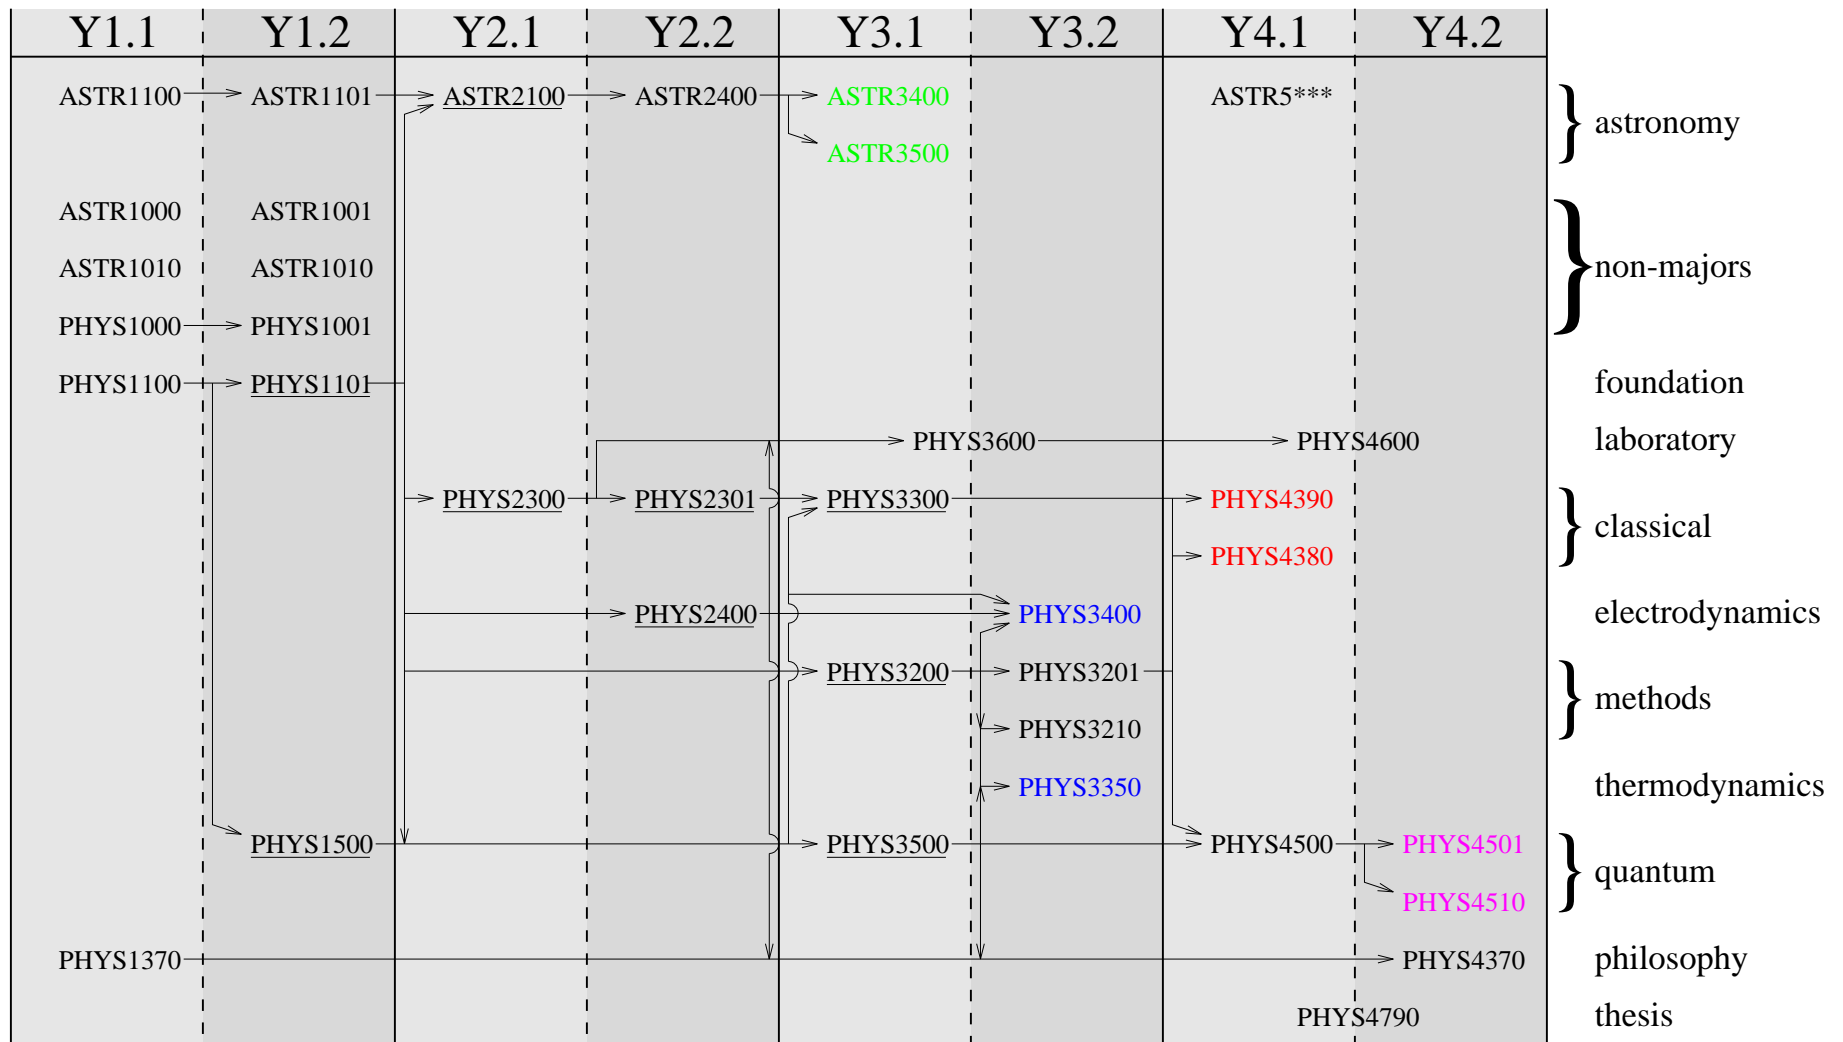 Y1.1 Y1.2 Y2.1 Y2.2 Y3.1 Y3.2 Y4.1 Y4.2
ASTR1100 ASTR1101 ASTR2100 ASTR2400 ASTR3400 ASTR5***
astronomy
ASTR3500
ASTR1000 ASTR1001
ASTR1010 ASTR1010 non-majors
PHYS1000 PHYS1001
PHYS1100 PHYS1101 foundation
PHYS3600 PHYS4600 laboratory
PHYS2300 PHYS2301 PHYS3300 PHYS4390
classical
PHYS4380
PHYS2400 PHYS3400 electrodynamics
PHYS3200 PHYS3201
methods
PHYS3210
PHYS3350 thermodynamics
PHYS1500 PHYS3500 PHYS4500 PHYS4501
quantum
PHYS4510
PHYS1370 PHYS4370 philosophy
PHYS4790 thesis